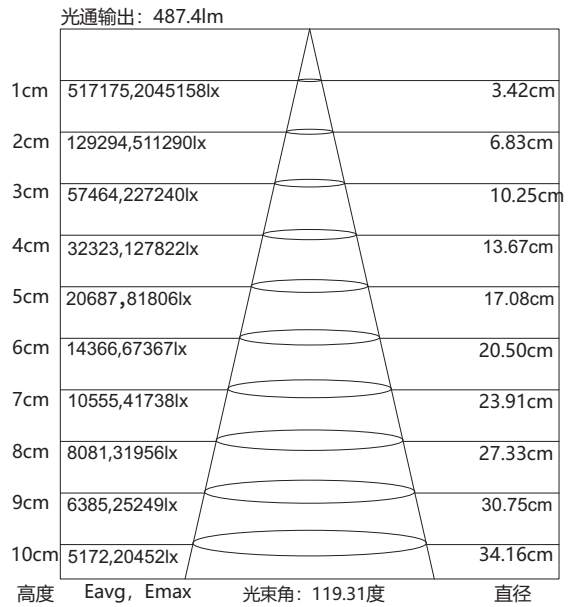 光通输出：487.4lm
1cm 517175,2045158lx 3.42cm
2cm 129294,511290lx 6.83cm
3cm 57464,227240lx 10.25cm
4cm 32323,127822lx 13.67cm
5cm 20687,81806lx 17.08cm
6cm 14366,67367lx 20.50cm
7cm 10555,41738lx 23.91cm
8cm 8081,31956lx 27.33cm
9cm 6385,25249lx 30.75cm
10cm 5172,20452lx 34.16cm
高度 Eavg，Emax 光束角：119.31度 直径